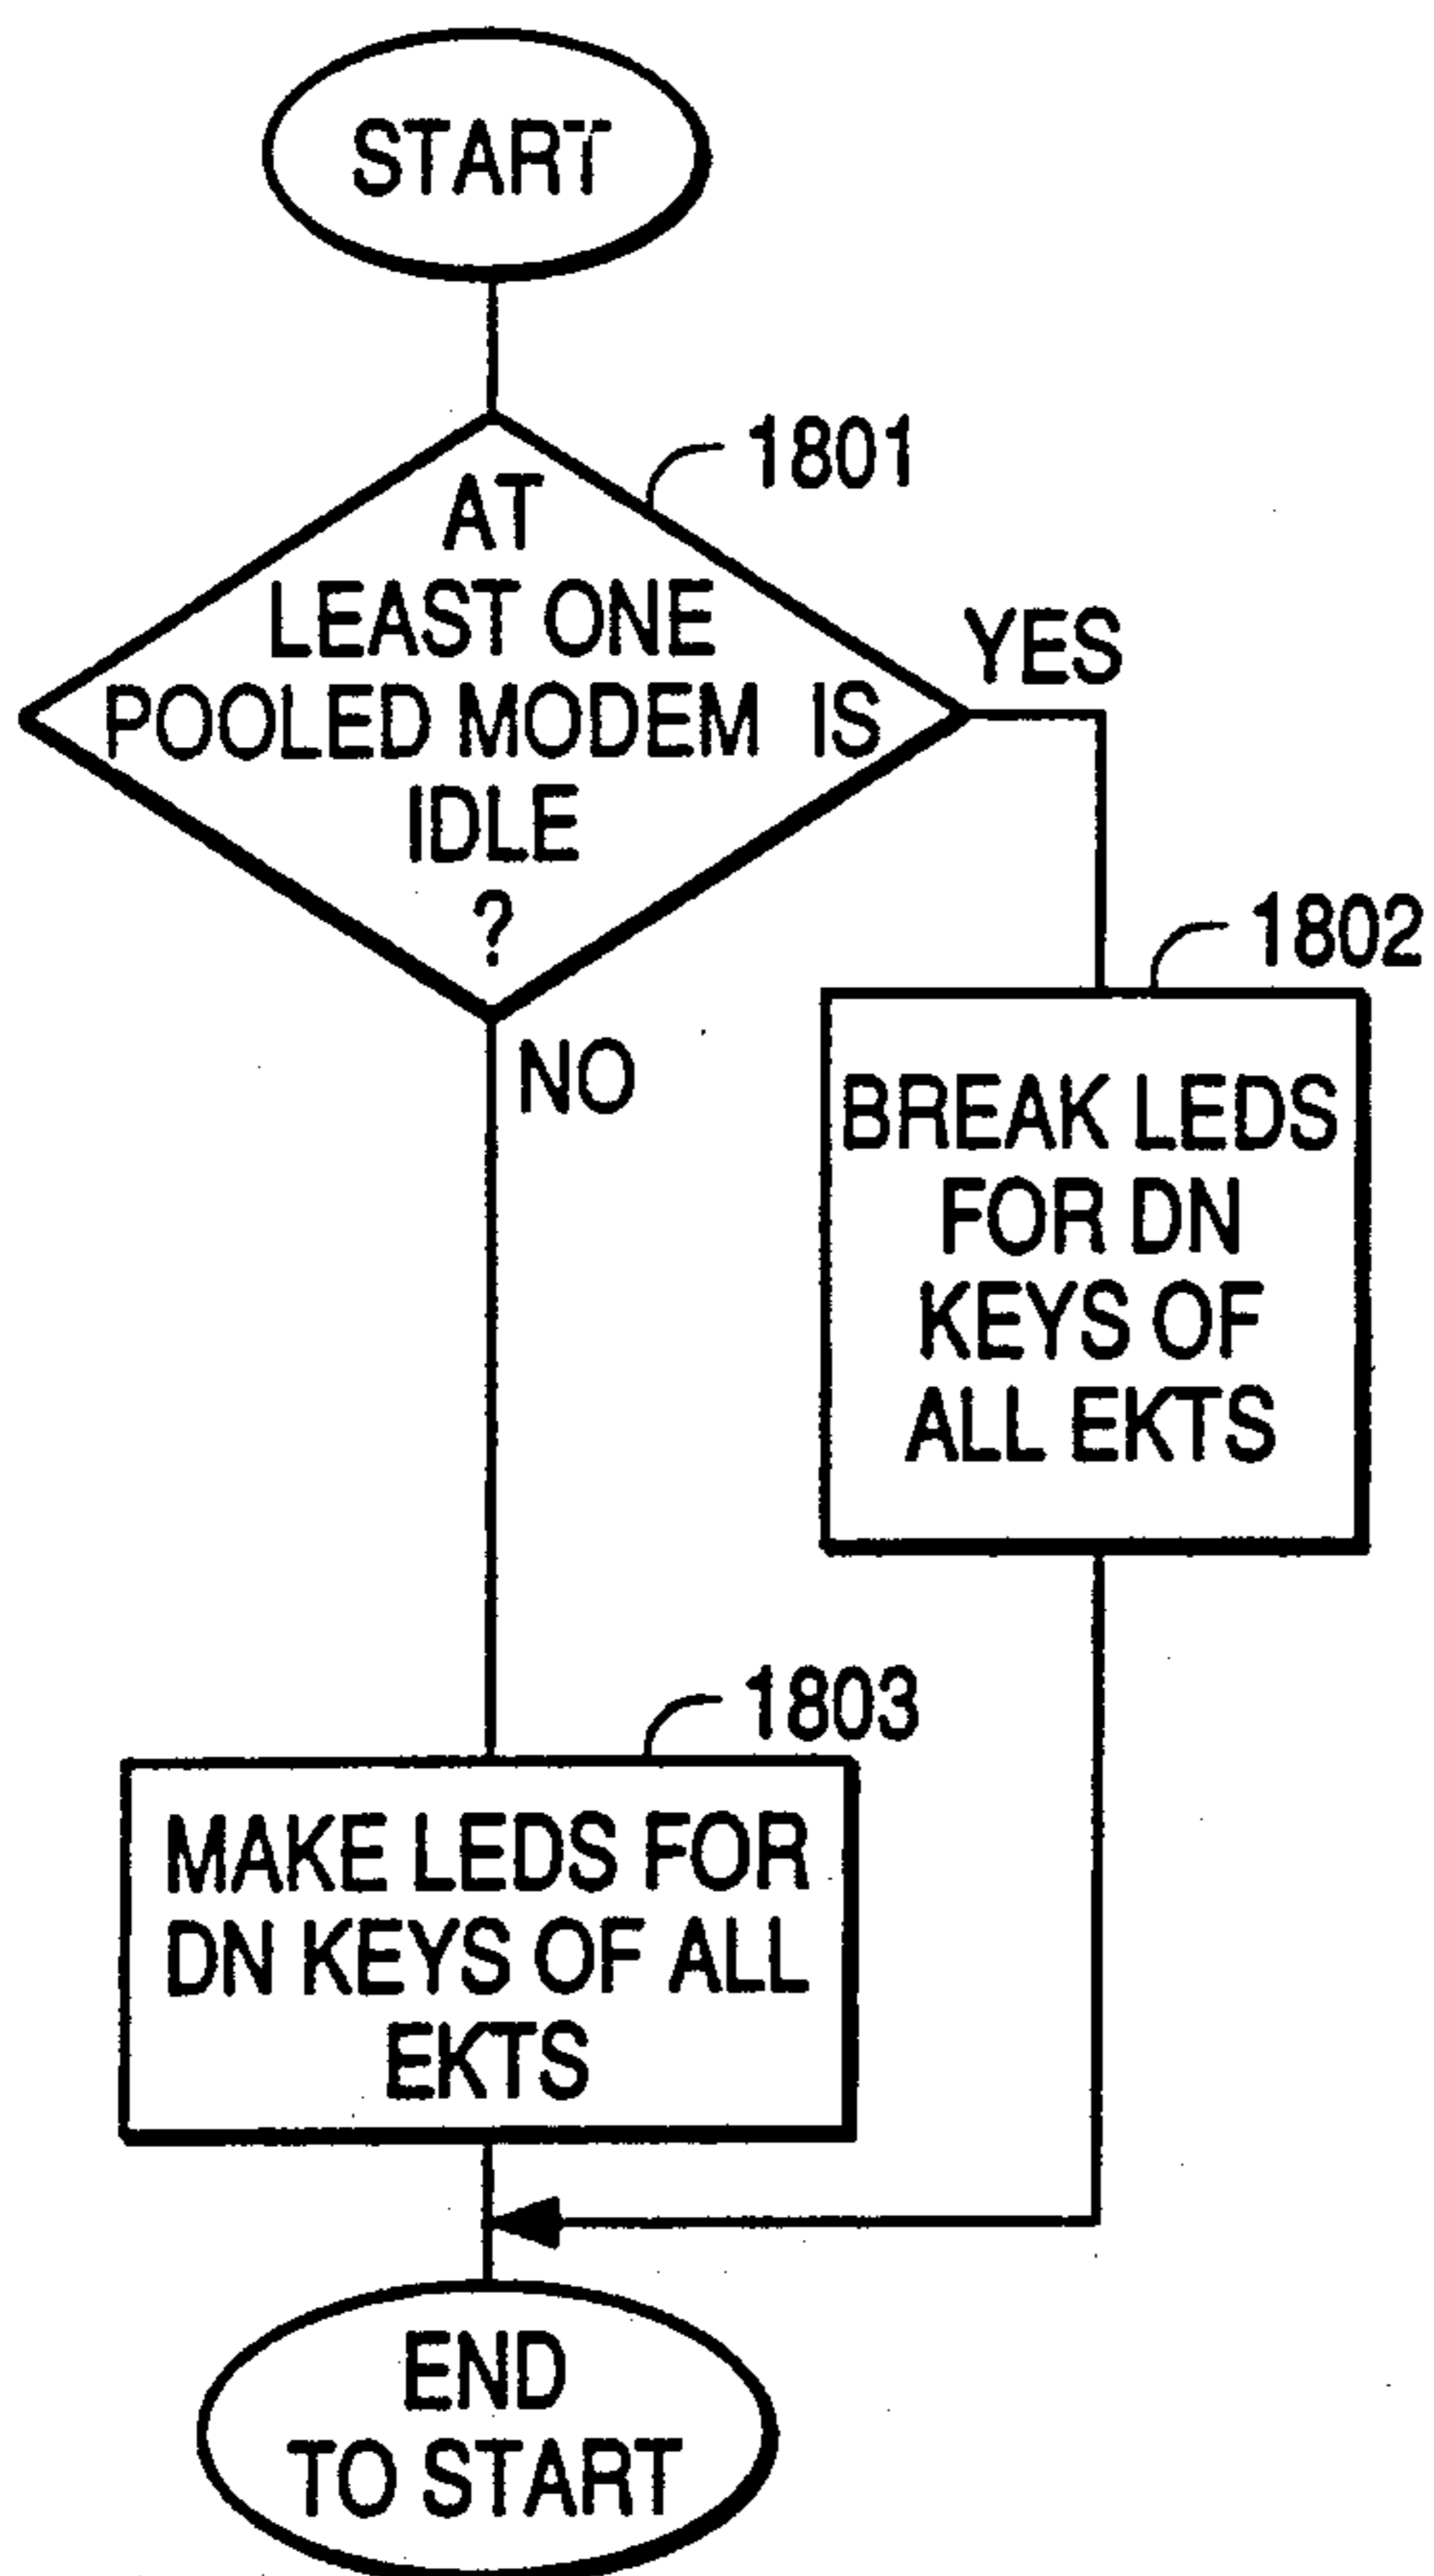 START
1801
AT
LEAST ONE
POOLED MODEM IS
IDLE
?
YES
NO
1802
BREAK LEDS
FOR DN
KEYS OF
ALL EKTS
1803
MAKE LEDS FOR
DN KEYS OF ALL
EKTS
END
TO START